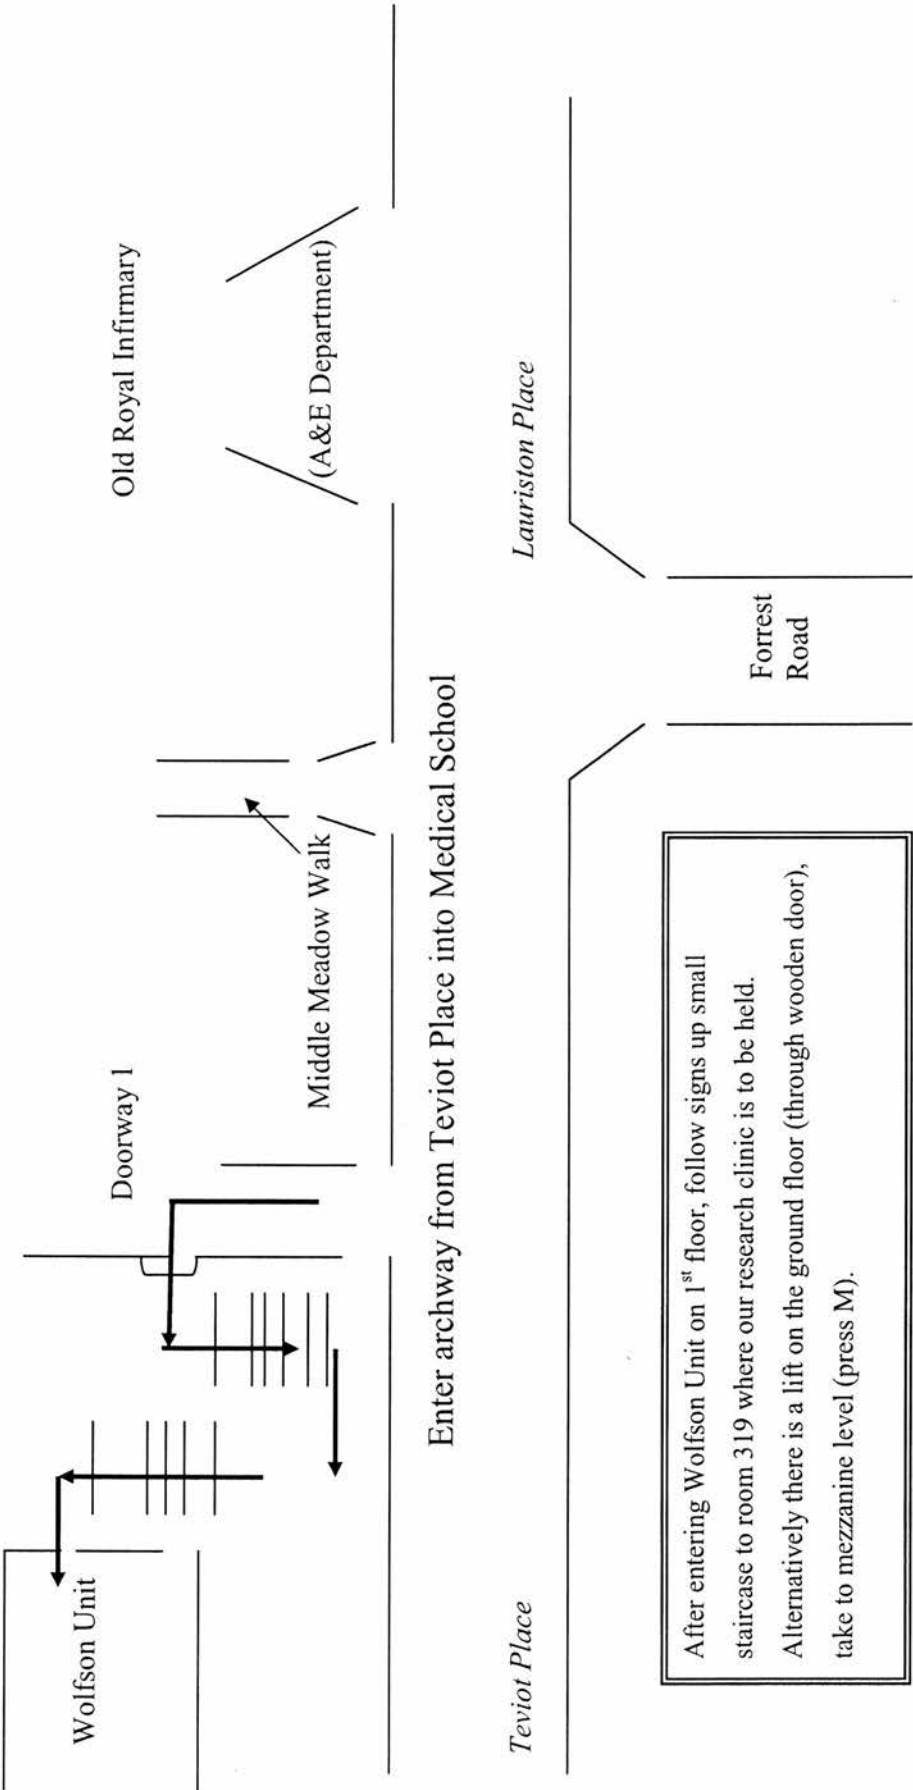 Old Royal Infirmary
(A&E Department)
Doorway 1
Wolfson Unit
Middle Meadow Walk
Enter archway from Teviot Place into Medical School
Teviot Place
Lauriston Place
Forrest
Road
After entering Wolfson Unit on 1st floor, follow signs up small
staircase to room 319 where our research clinic is to be held.
Alternatively there is a lift on the ground floor (through wooden door),
take to mezzanine level (press M).